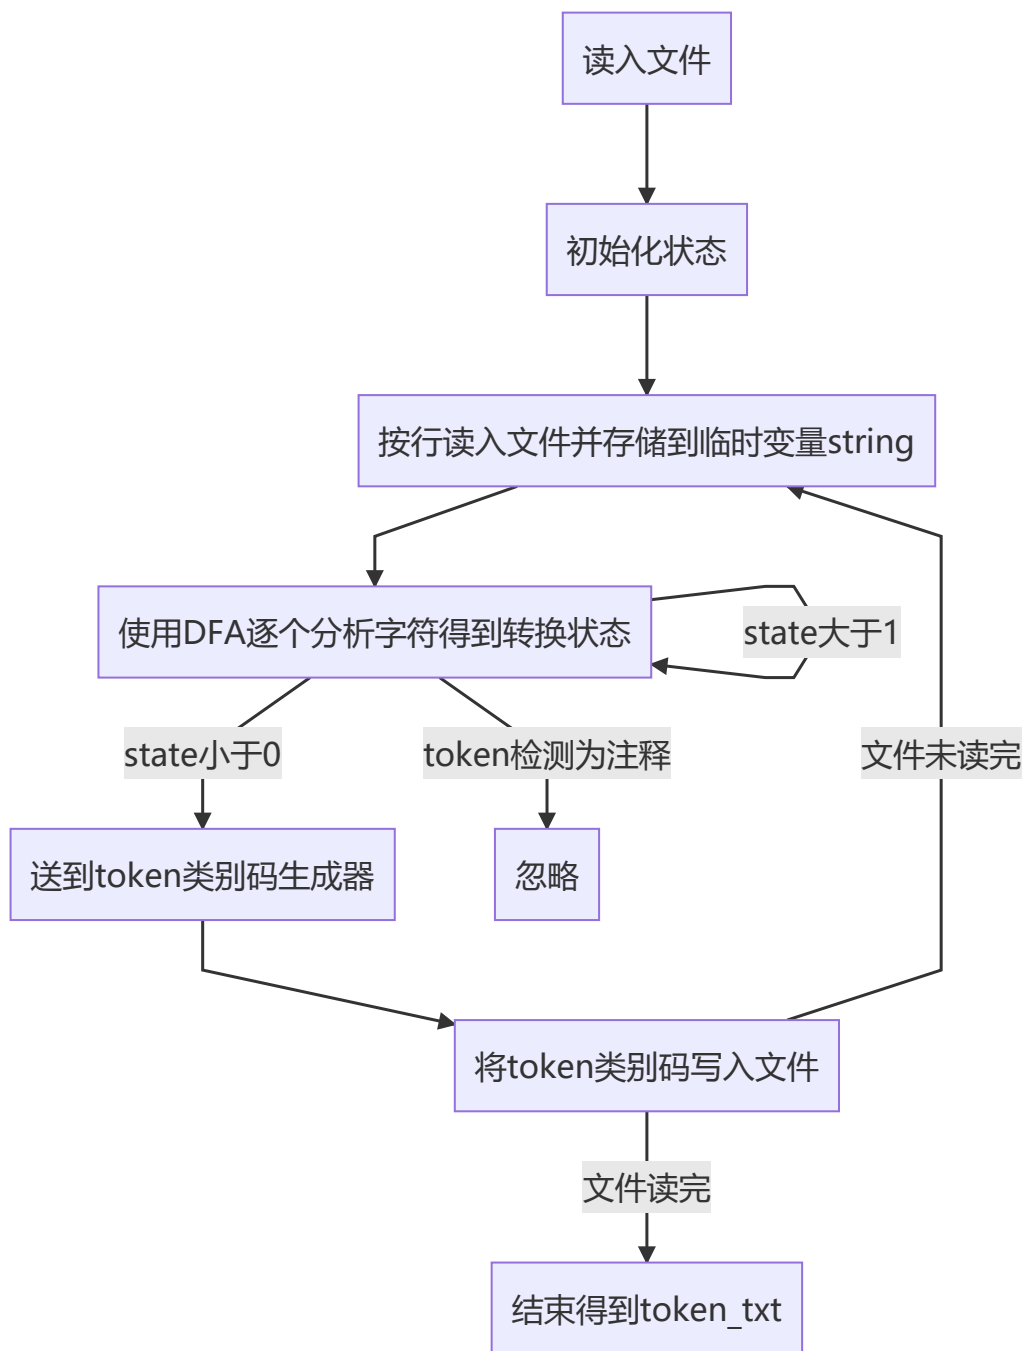 读入文件
初始化状态
按行读入文件并存储到临时变量string
使用DFA逐个分析字符得到转换状态
state大于1
state小于0
token检测为注释
文件未读完
送到token类别码生成器
忽略
将token类别码写入文件
文件读完
结束得到token_txt